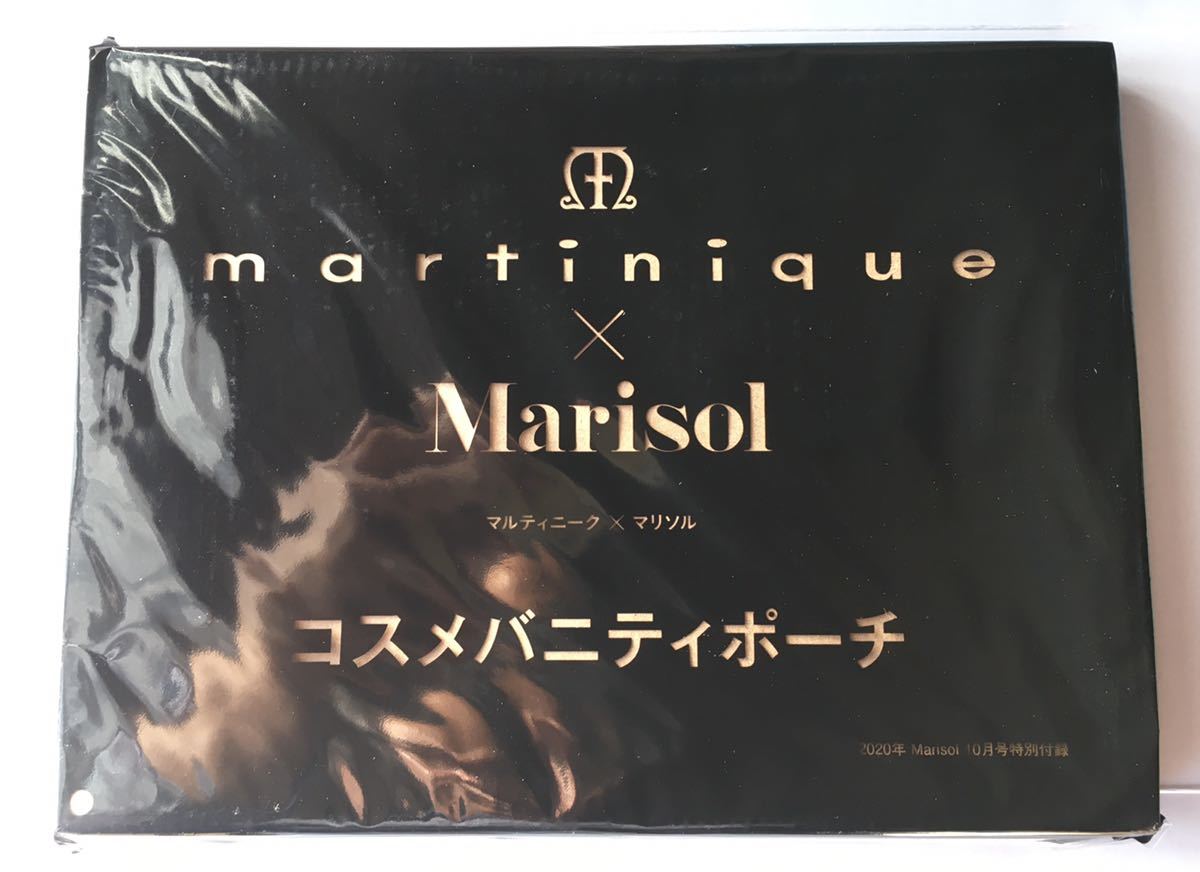 martinique
×
Marisol
マルティニーク×マリソル
コスメバニティポーチ
2020年 Marisol 10月号特別付録